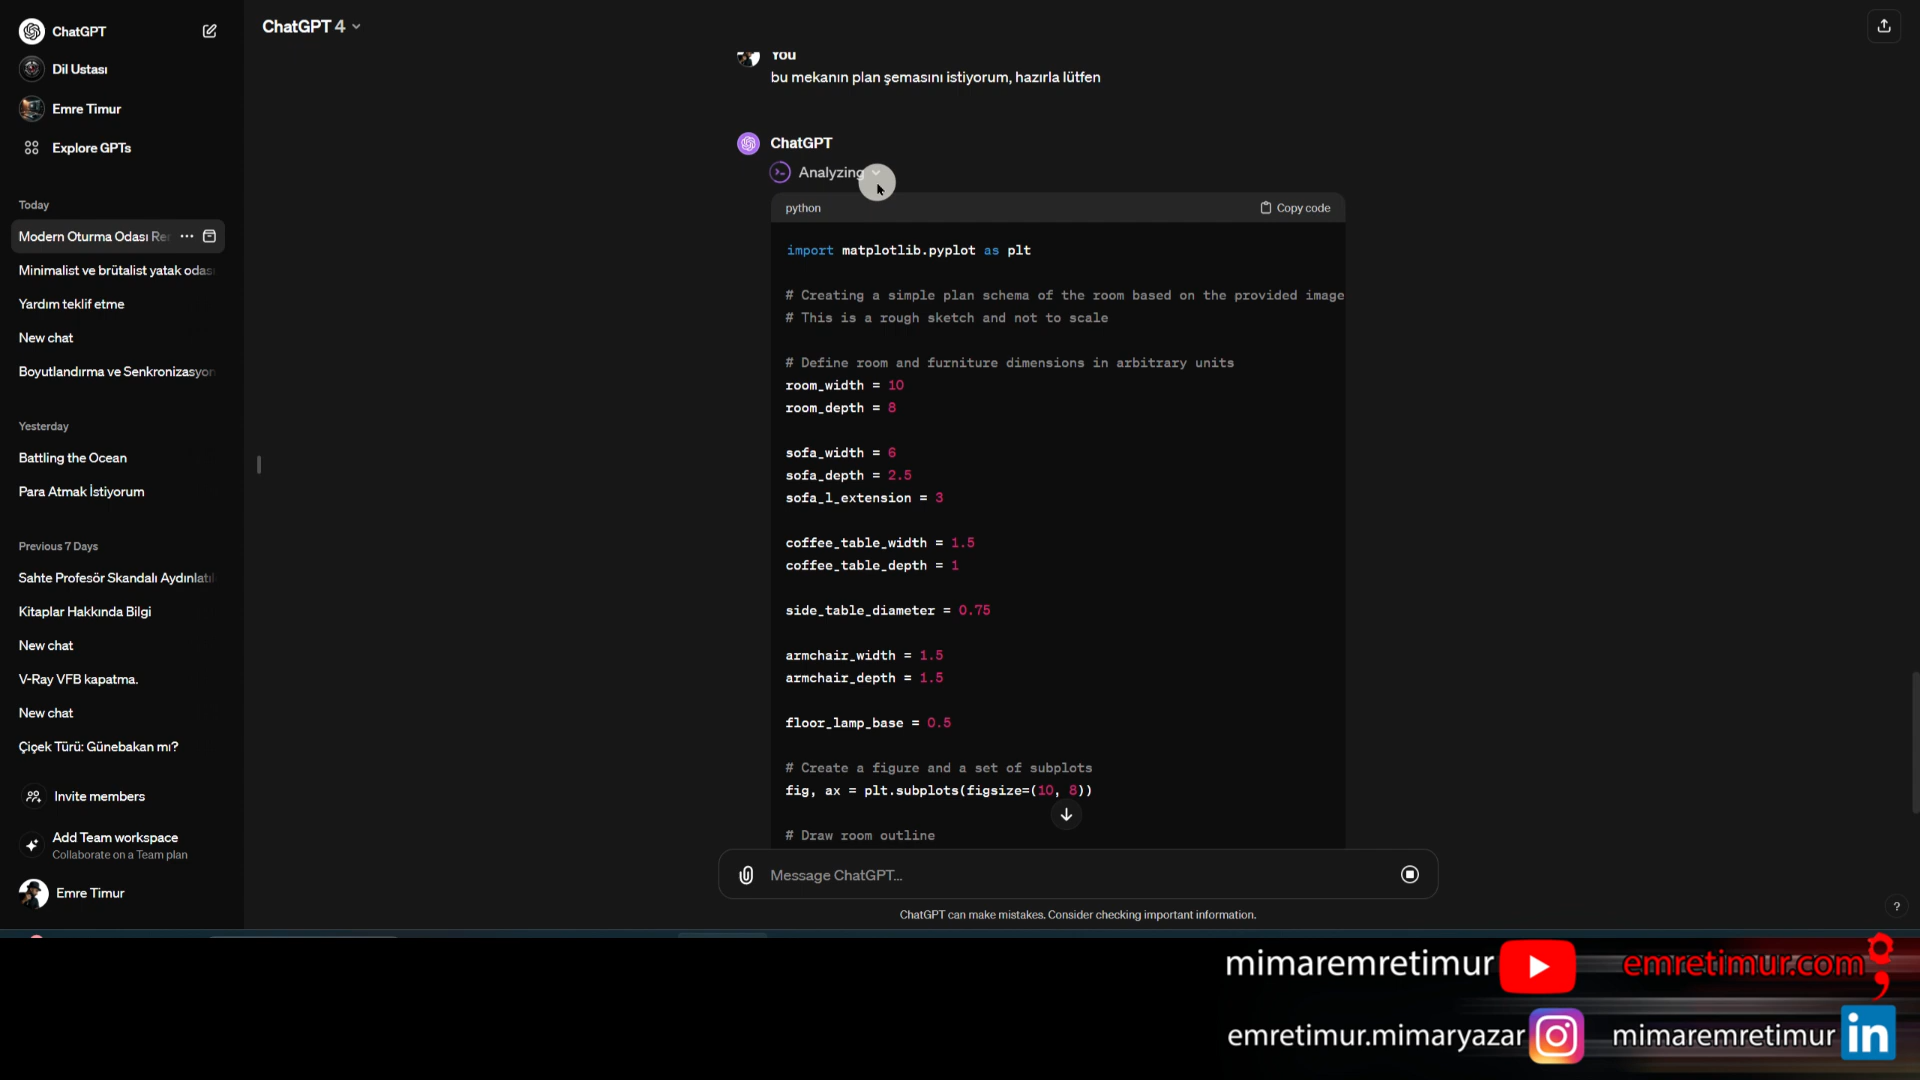 ChatGPT
Dil Ustası
Emre Timur
Explore GPTs
Today
Modern Oturma Odası Re
Minimalist ve brütalist yatak odas
Yardım teklif etme
New chat
Boyutlandırma ve Senkronizasyon
Yesterday
Battling the Ocean
Para Atmak İstiyorum
Previous 7 Days
Sahte Profesör Skandalı Aydınlatıl
Kitaplar Hakkında Bilgi
New chat
V-Ray VFB kapatma.
New chat
Çiçek Türü: Günebakan mı?
Invite members
Add Team workspace
Collaborate on a Team plan
Emre Timur
ChatGPT 4
You
bu mekanın plan şemasını istiyorum, hazırla lütfen
ChatGPT
Analyzing
python
Copy code
import matplotlib.pyplot as plt
# Creating a simple plan schema of the room based on the provided image
# This is a rough sketch and not to scale
# Define room and furniture dimensions in arbitrary units
room_width = 10
room_depth = 8
sofa_width = 6
sofa_depth = 2.5
sofa_l_extension = 3
coffee_table_width = 1.5
coffee_table_depth = 1
side_table_diameter = 0.75
armchair_width = 1.5
armchair_depth = 1.5
floor_lamp_base = 0.5
# Create a figure and a set of subplots
fig, ax = plt.subplots(figsize=(10, 8))
# Draw room outline
Message ChatGPT...
ChatGPT can make mistakes. Consider checking important information.
?
mimaremretimur
emretimur.com
emretimur.mimaryazar
mimaremretimur in